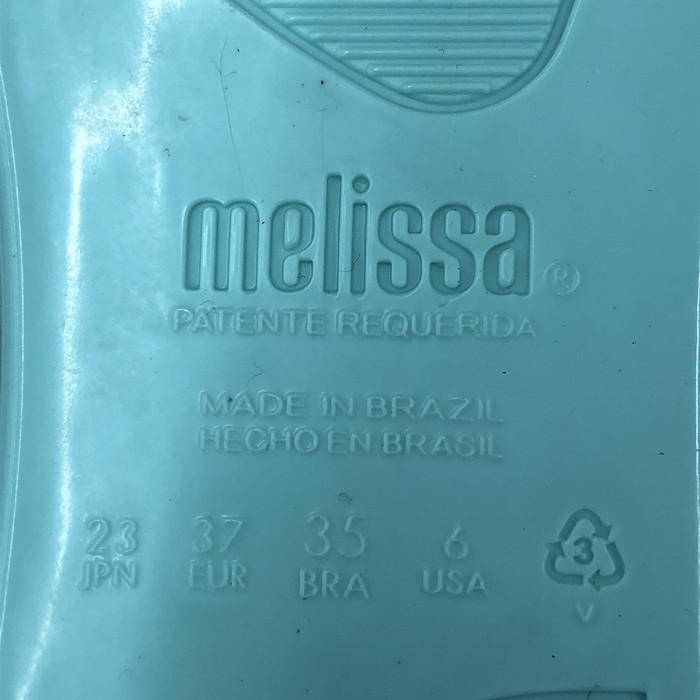 melissa ®
PATENTE REQUERIDA
MADE IN BRAZIL
HECHO EN BRASIL
23 37 35 6 3
JPN EUR BRA USA V